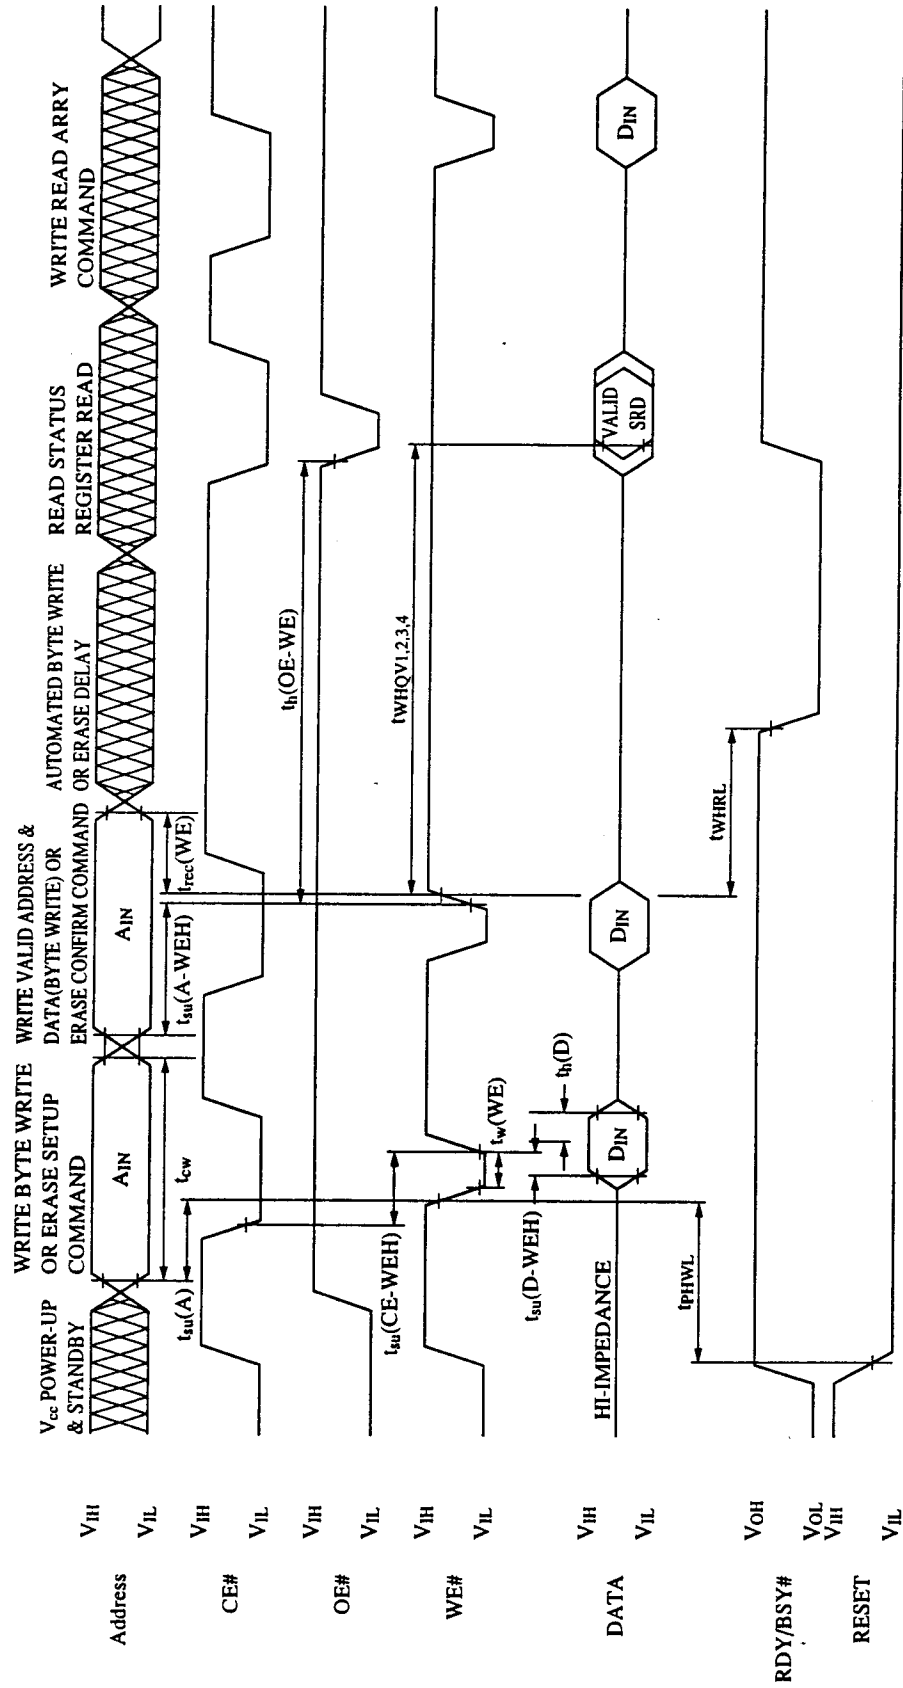 Vcc POWER-UP
& STANDBY
WRITE BYTE WRITE
OR ERASE SETUP
COMMAND
WRITE VALID ADDRESS &
DATA(BYTE WRITE) OR
ERASE CONFIRM COMMAND
AUTOMATED BYTE WRITE
OR ERASE DELAY
READ STATUS
REGISTER READ
WRITE READ ARRY
COMMAND
Address
VIH
VIL
AIN
AIN
tcw
tsu(A)
tsu(A-WEH)
trec(WE)
CE#
VIH
VIL
OE#
VIH
VIL
th(OE-WE)
tsu(CE-WEH)
WE#
VIH
VIL
tWHQV1,2,3,4
tw(WE)
tsu(D-WEH)
th(D)
DATA
VIH
VIL
HI-IMPEDANCE
DIN
DIN
VALID
SRD
DIN
tPHWL
tWHRL
RDY/BSY#
VOH
VOL
RESET
VIH
VIL